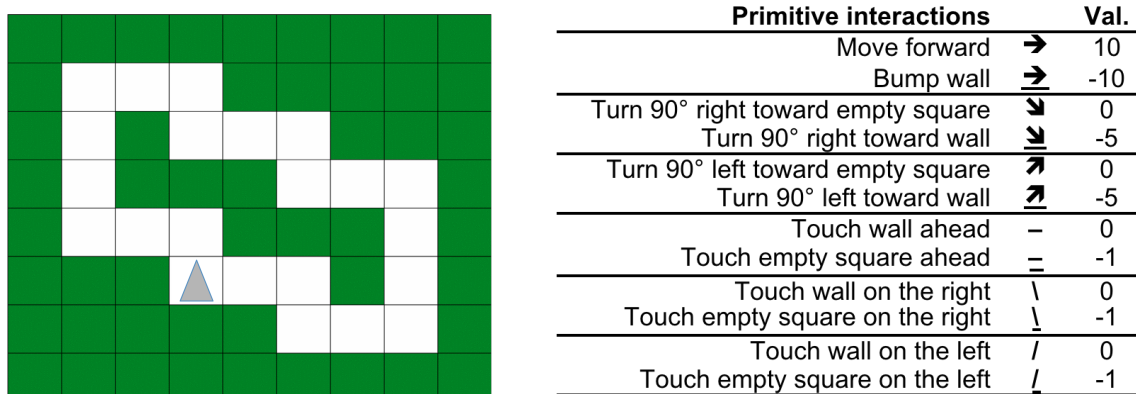 Primitive interactions Val.
Move forward ➔ 10
Bump wall ➔ -10
Turn 90° right toward empty square ⬊ 0
Turn 90° right toward wall ⬊ -5
Turn 90° left toward empty square ⬈ 0
Turn 90° left toward wall ⬈ -5
Touch wall ahead – 0
Touch empty square ahead – -1
Touch wall on the right \ 0
Touch empty square on the right \ -1
Touch wall on the left / 0
Touch empty square on the left / -1